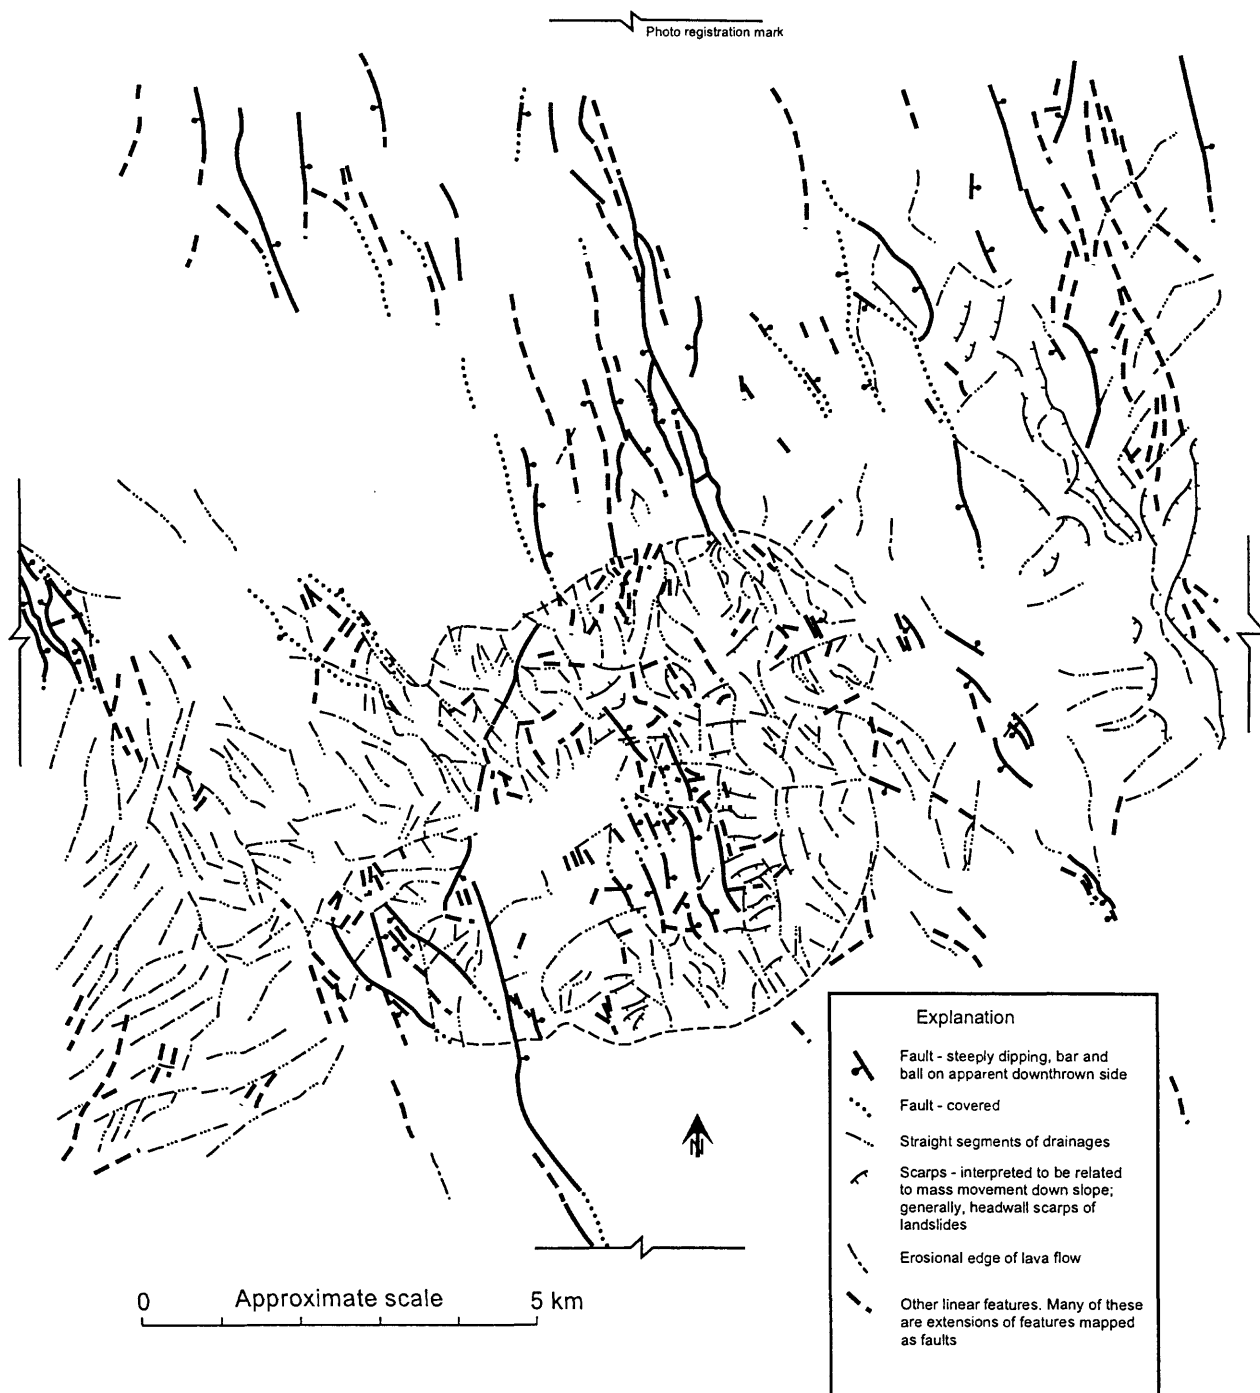 Photo registration mark
Explanation
Fault - steeply dipping, bar and
ball on apparent downthrown side
Fault - covered
Straight segments of drainages
Scarps - interpreted to be related
to mass movement down slope;
generally, headwall scarps of
landslides
Erosional edge of lava flow
Other linear features. Many of these
are extensions of features mapped
as faults
N
0 Approximate scale 5 km